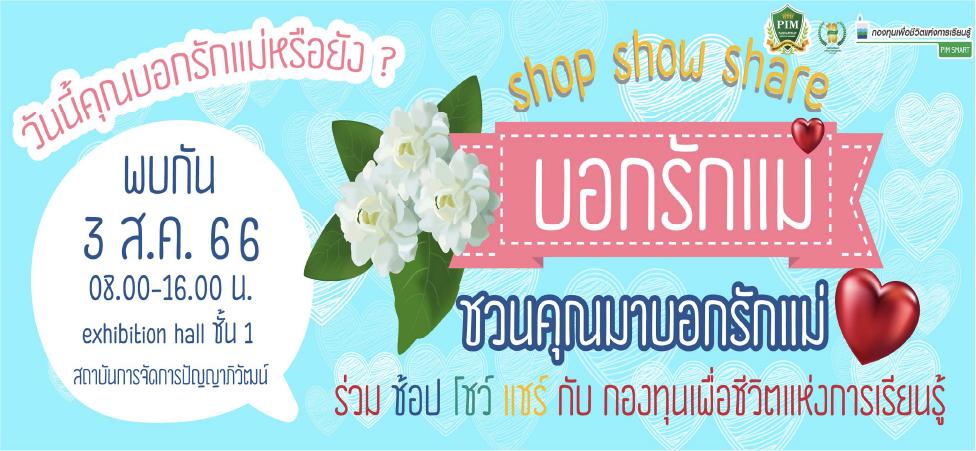 วันนี้คุณบอกรักแม่หรือยัง ?
พบกัน
3 ส.ค. 66
08.00-16.00 น.
exhibition hall ชั้น 1
สถาบันการจัดการปัญญาภิวัฒน์
PIM
กองทุนเพื่อชีวิตแห่งการเรียนรู้
PIM SMART
shop show share
บอกรักแม่
ชวนคุณมาบอกรักแม่
ร่วม ช้อป โชว์ แชร์ กับ กองทุนเพื่อชีวิตแห่งการเรียนรู้